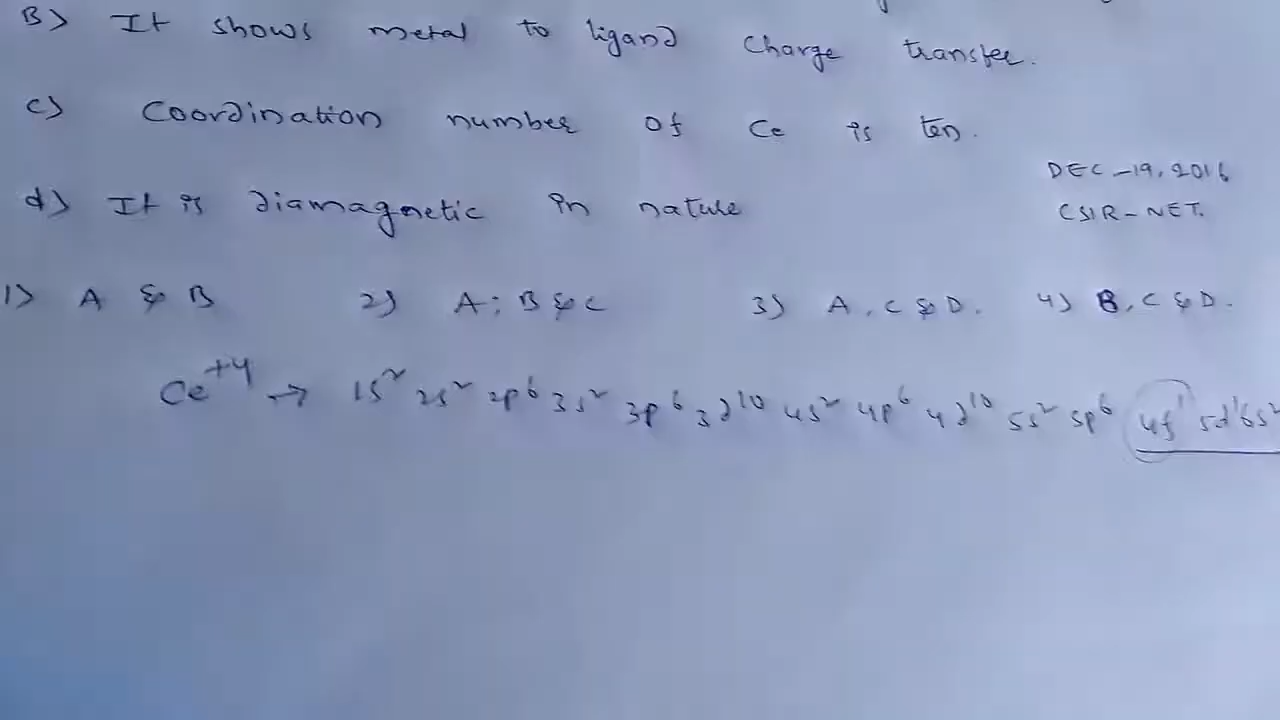 B) It shows metal to ligand charge transfer.
c) Coordination number of Ce is ten.
d) It is diamagnetic in nature
DEC-19, 2016
CSIR-NET.
1) A & B 2) A; B & C 3) A, C & D. 4) B, C & D.
Ce⁺⁴ → 1s² 2s² 2p⁶ 3s² 3p⁶ 3d¹⁰ 4s² 4p⁶ 4d¹⁰ 5s² 5p⁶ 4f¹ 5d¹ 6s²